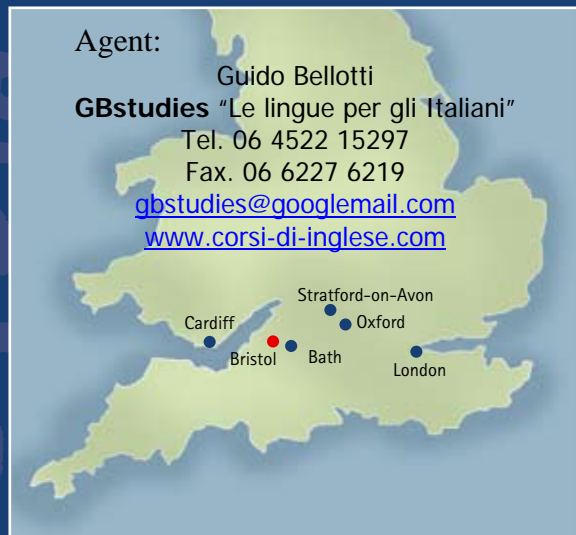 Agent:
Guido Bellotti
GBstudies "Le lingue per gli Italiani"
Tel. 06 4522 15297
Fax. 06 6227 6219
gbstudies@googlemail.com
www.corsi-di-inglese.com
Stratford-on-Avon
Cardiff
Oxford
Bristol
Bath
London